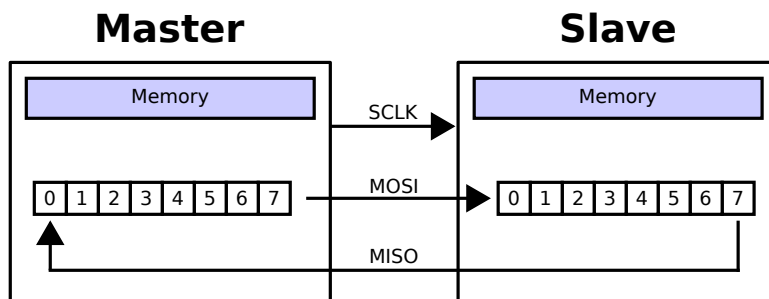 Master Slave
Memory Memory
SCLK
0 1 2 3 4 5 6 7 MOSI 0 1 2 3 4 5 6 7
MISO